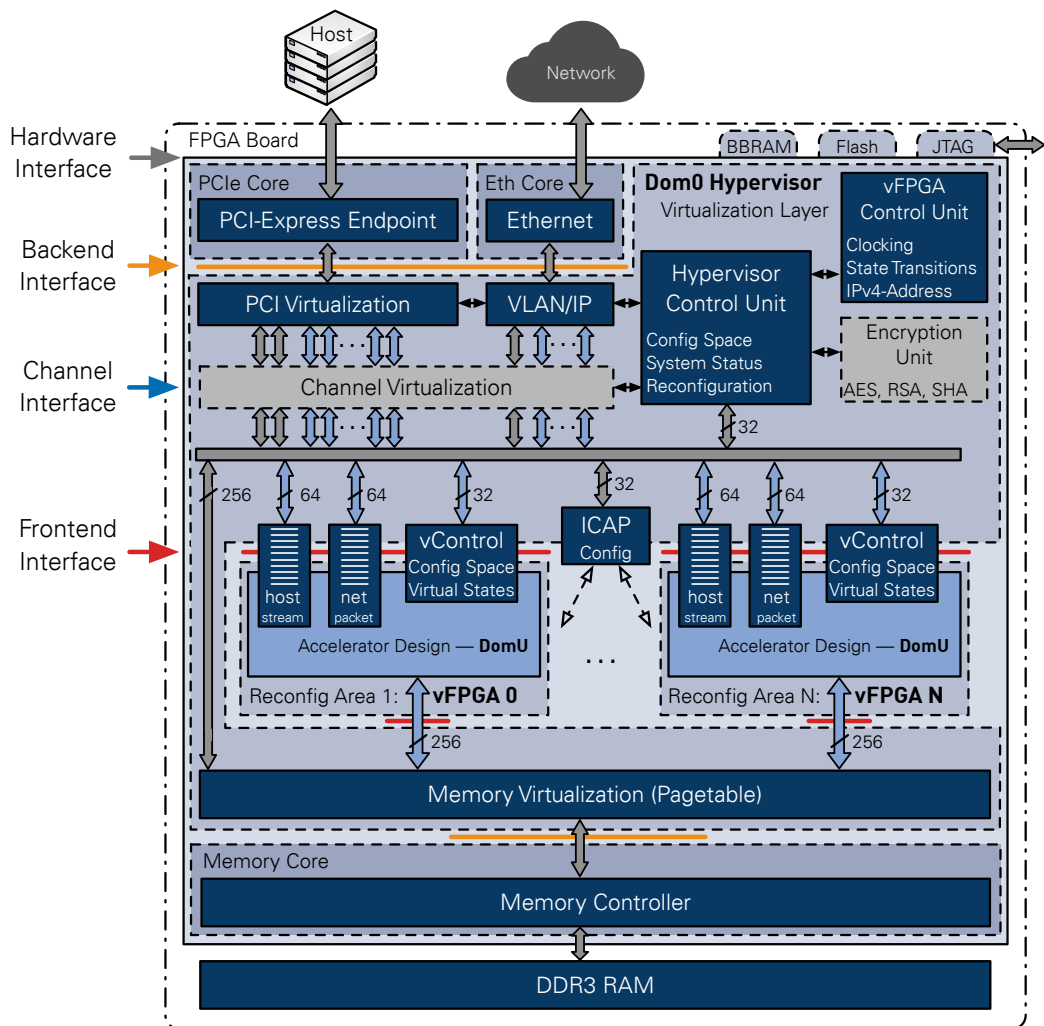 Host
Network
Hardware
Interface
FPGA Board
BBRAM
Flash
JTAG
PCIe Core
Eth Core
Dom0 Hypervisor
Virtualization Layer
vFPGA
Control Unit
Clocking
State Transitions
IPv4-Address
PCI-Express Endpoint
Ethernet
Backend
Interface
Hypervisor
Control Unit
Config Space
System Status
Reconfiguration
PCI Virtualization
VLAN/IP
Encryption
Unit
AES, RSA, SHA
...
...
Channel
Interface
Channel Virtualization
...
...
32
256
64
64
32
32
64
64
32
Frontend
Interface
host
stream
net
packet
vControl
Config Space
Virtual States
ICAP
Config
host
stream
net
packet
vControl
Config Space
Virtual States
Accelerator Design — DomU
...
Accelerator Design — DomU
Reconfig Area 1: vFPGA 0
Reconfig Area N: vFPGA N
256
256
Memory Virtualization (Pagetable)
Memory Core
Memory Controller
DDR3 RAM